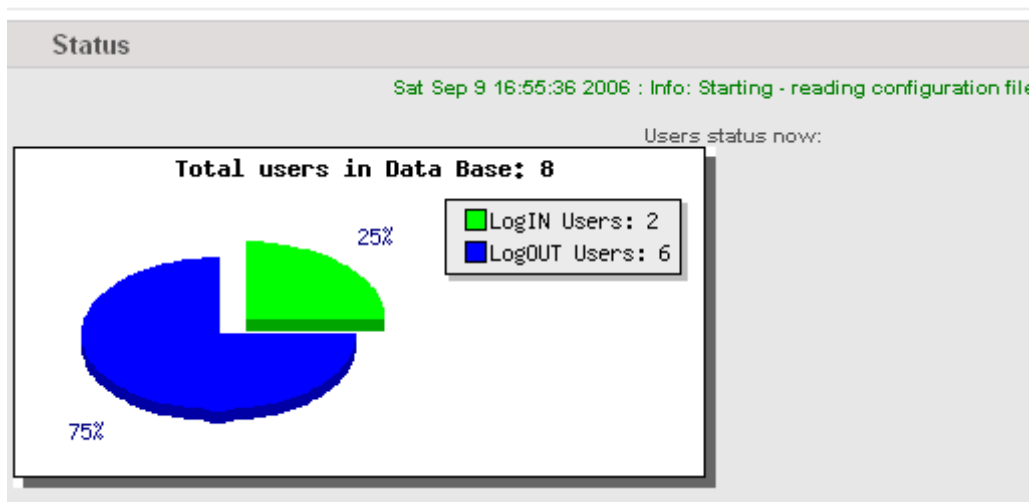 Status
Sat Sep 9 16:55:36 2006 : Info: Starting - reading configuration file
Users status now:
Total users in Data Base: 8
LogIN Users: 2
LogOUT Users: 6
25%
75%